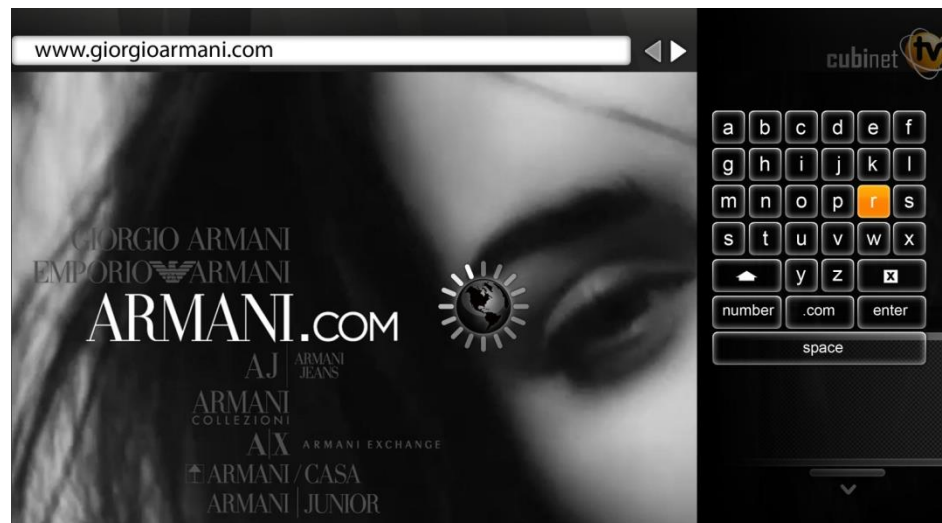 www.giorgioarmani.com
cubinet tv
GIORGIO ARMANI
EMPORIO ARMANI
ARMANI.COM
AJ ARMANI JEANS
ARMANI
COLLEZIONI
A|X ARMANI EXCHANGE
ARMANI / CASA
ARMANI | JUNIOR
a b c d e f
g h i j k l
m n o p r s
s t u v w x
y z x
number .com enter
space